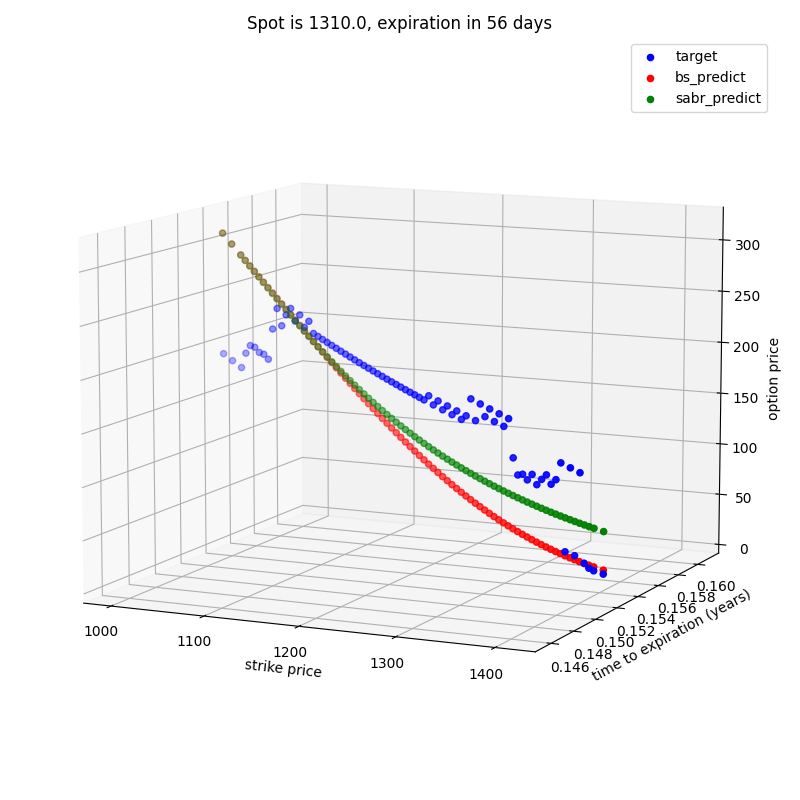 Spot is 1310.0, expiration in 56 days
target
bs_predict
sabr_predict
300
250
200
150
100
50
0
option price
0.160
0.158
0.156
0.154
0.152
0.150
0.148
0.146
time to expiration (years)
1000
1100
1200
1300
1400
strike price